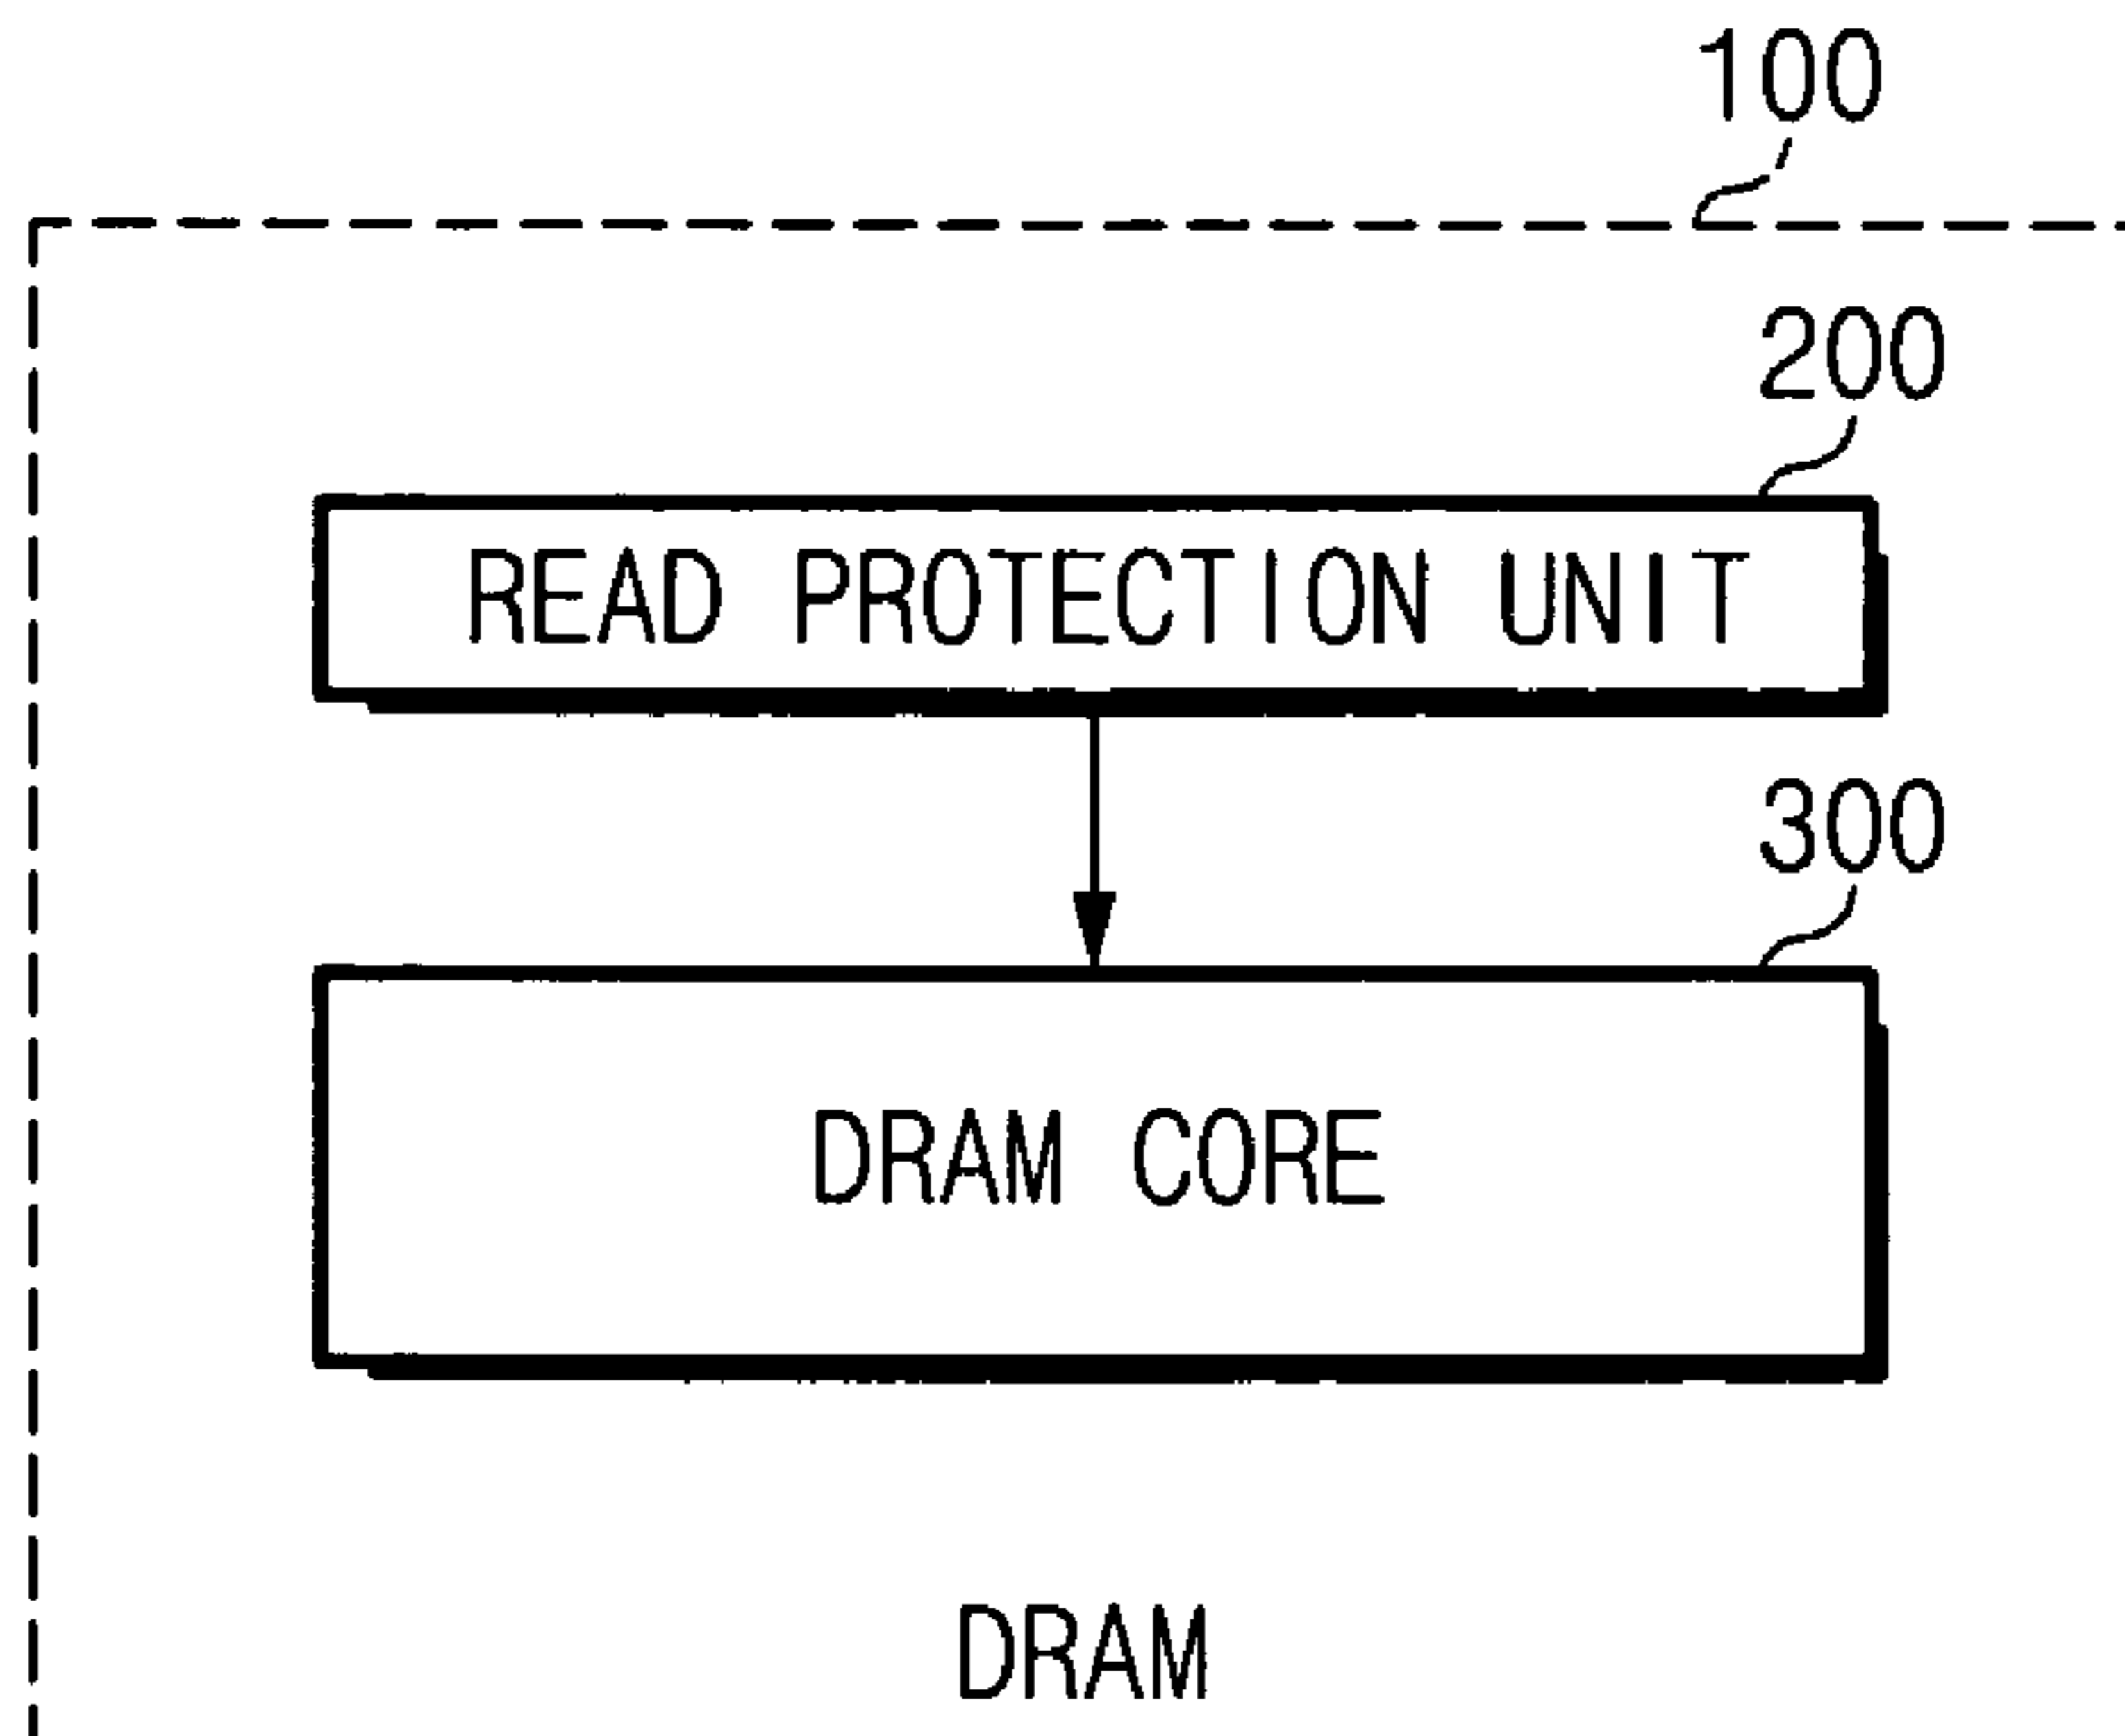 100
200
READ PROTECTION UNIT
300
DRAM CORE
DRAM